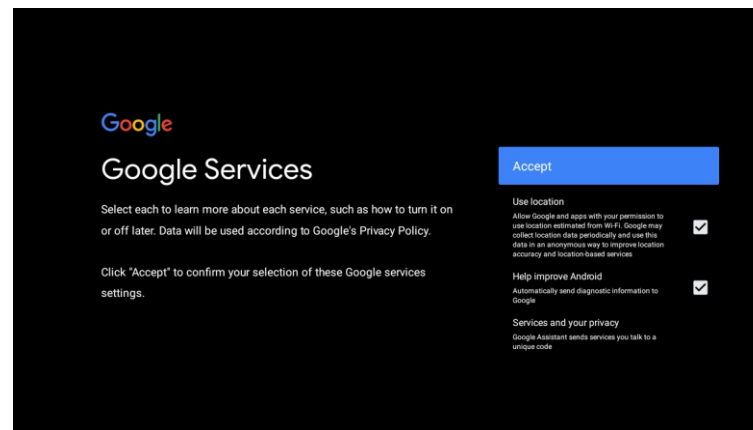 Google
Google Services
Select each to learn more about each service, such as how to turn it on
or off later. Data will be used according to Google's Privacy Policy.
Click "Accept" to confirm your selection of these Google services
settings.
Accept
Use location
Allow Google and apps with your permission to
use location estimated from Wi-Fi. Google may
collect location data periodically and use this
data in an anonymous way to improve location
accuracy and location-based services
Help improve Android
Automatically send diagnostic information to
Google
Services and your privacy
Google Assistant sends services you talk to a
unique code